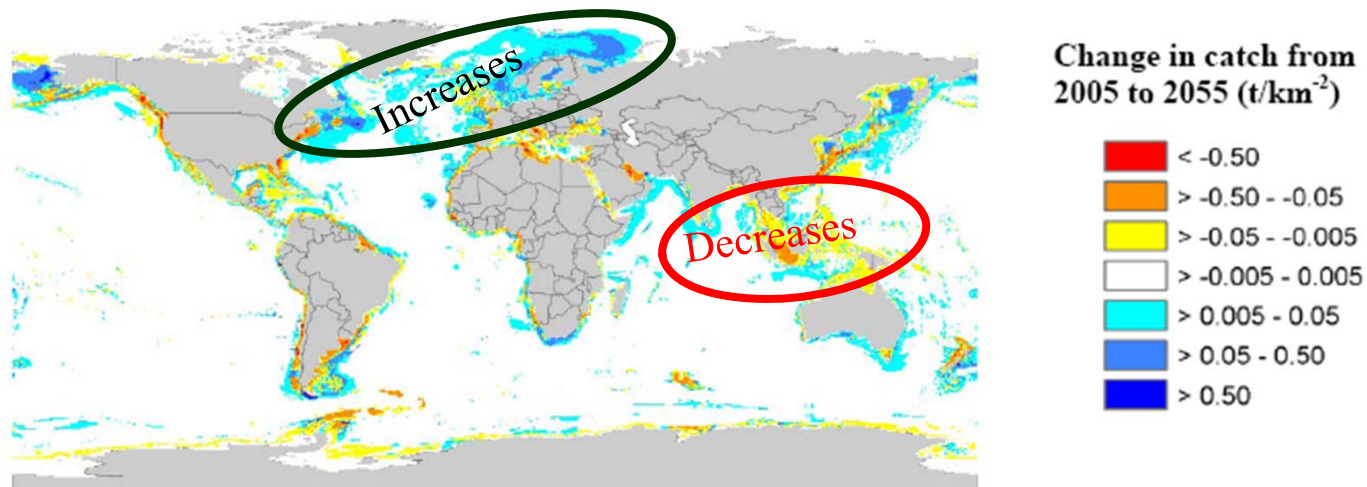 Increases
Decreases
Change in catch from
2005 to 2055 (t/km⁻²)
< -0.50
> -0.50 - -0.05
> -0.05 - -0.005
> -0.005 - 0.005
> 0.005 - 0.05
> 0.05 - 0.50
> 0.50